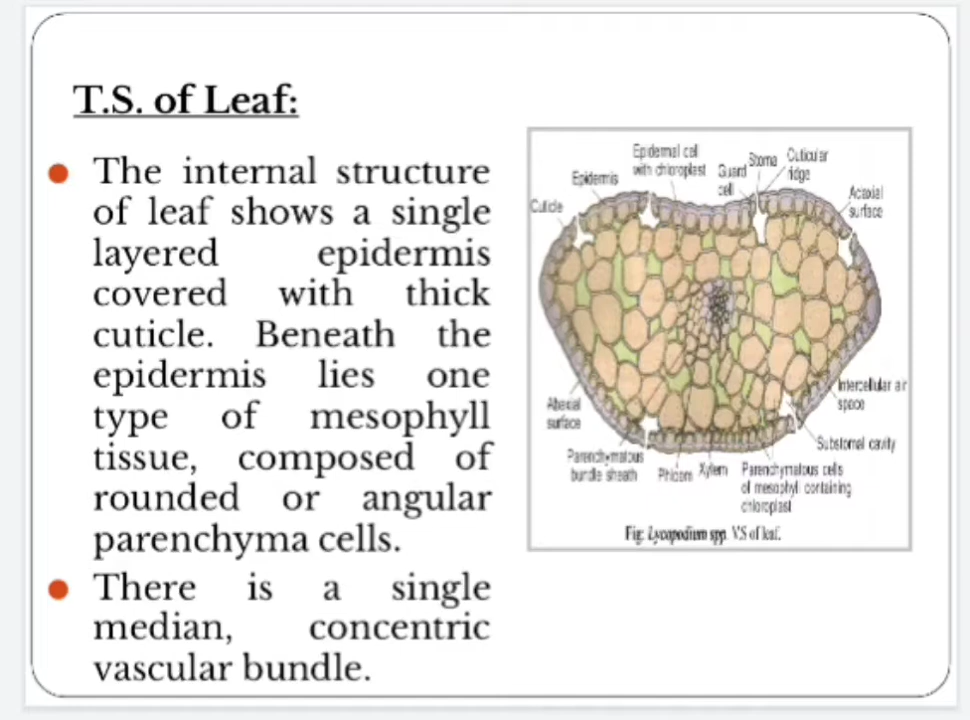 T.S. of Leaf:
The internal structure
of leaf shows a single
layered epidermis
covered with thick
cuticle. Beneath the
epidermis lies one
type of mesophyll
tissue, composed of
rounded or angular
parenchyma cells.
There is a single
median, concentric
vascular bundle.
Epidermal cell
with chloroplast
Guard
cell
Stoma
Cuticular
ridge
Epidermis
Cuticle
Adaxial
surface
Abaxial
surface
Intercellular air
space
Substomal cavity
Parenchymatous
bundle sheath
Phloem
Xylem
Parenchymatous cells
of mesophyll containing
chloroplast
Fig: Lycopodium spp. V.S of leaf.